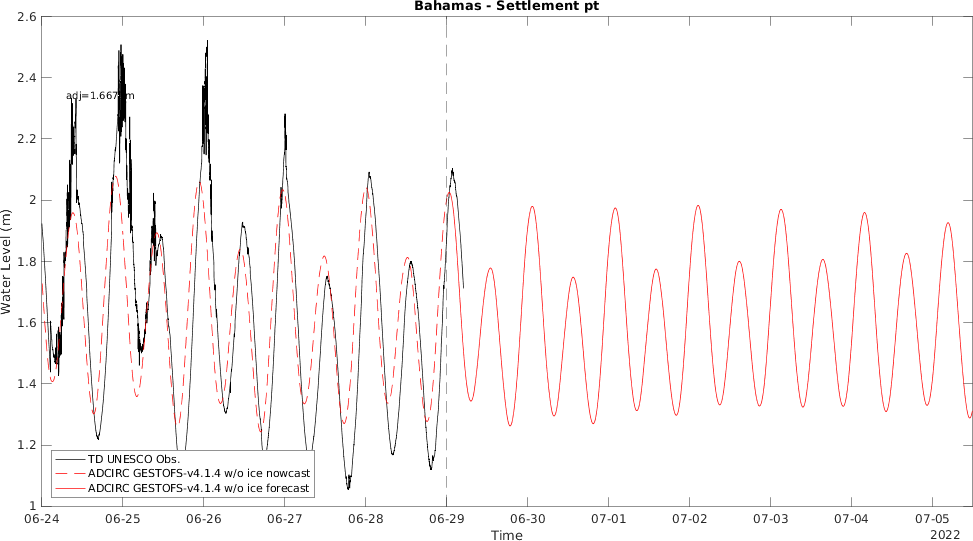 Bahamas - Settlement pt
2.6
2.4
2.2
2
1.8
1.6
1.4
1.2
1
Water Level (m)
adj=1.667 m
TD UNESCO Obs.
ADCIRC GESTOFS-v4.1.4 w/o ice nowcast
ADCIRC GESTOFS-v4.1.4 w/o ice forecast
06-24 06-25 06-26 06-27 06-28 06-29 06-30 07-01 07-02 07-03 07-04 07-05
2022
Time